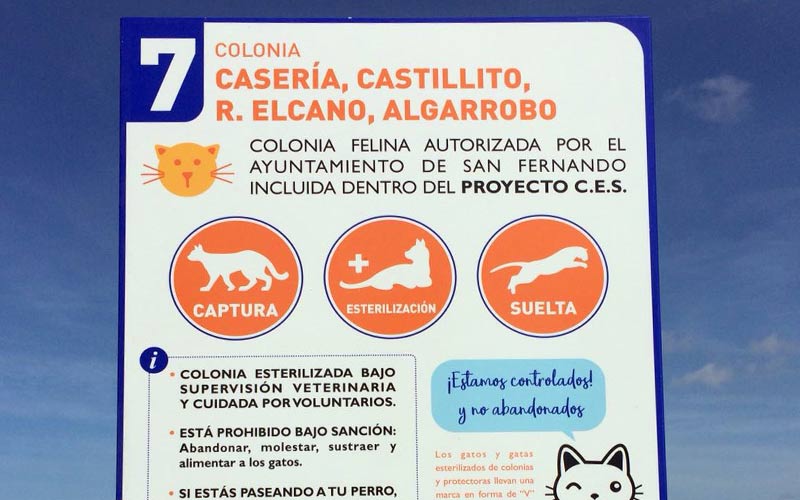 7
COLONIA
CASERÍA, CASTILLITO,
R. ELCANO, ALGARROBO
COLONIA FELINA AUTORIZADA POR EL
AYUNTAMIENTO DE SAN FERNANDO
INCLUIDA DENTRO DEL PROYECTO C.E.S.
CAPTURA
ESTERILIZACIÓN
SUELTA
i
• COLONIA ESTERILIZADA BAJO
SUPERVISIÓN VETERINARIA
Y CUIDADA POR VOLUNTARIOS.
• ESTÁ PROHIBIDO BAJO SANCIÓN:
Abandonar, molestar, sustraer y
alimentar a los gatos.
• SI ESTÁS PASEANDO A TU PERRO,
¡Estamos controlados!
y no abandonados
Los gatos y gatas
esterilizados de colonias
y protectoras llevan una
marca en forma de "V"